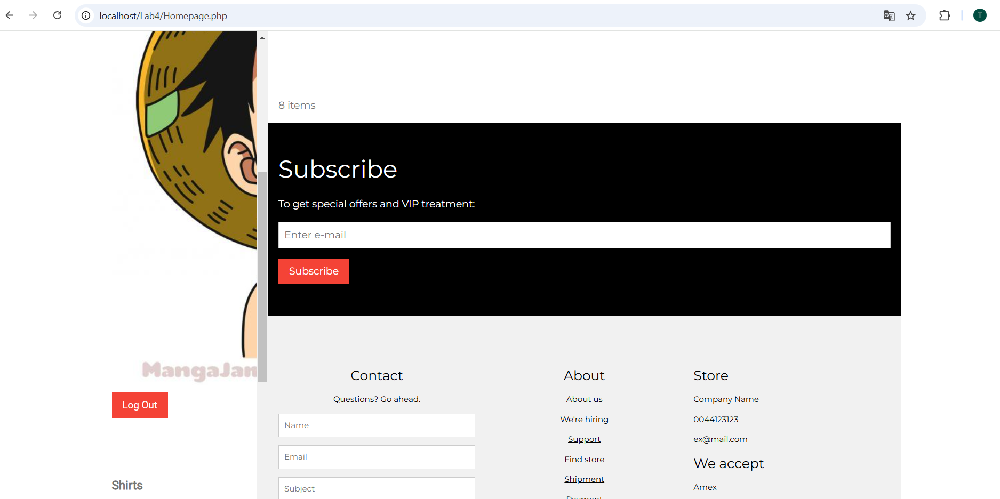 localhost/Lab4/Homepage.php
T
MangaJam
Log Out
Shirts
8 items
Subscribe
To get special offers and VIP treatment:
Enter e-mail
Subscribe
Contact
Questions? Go ahead.
Name
Email
Subject
About
About us
We're hiring
Support
Find store
Shipment
Payment
Store
Company Name
0044123123
ex@mail.com
We accept
Amex